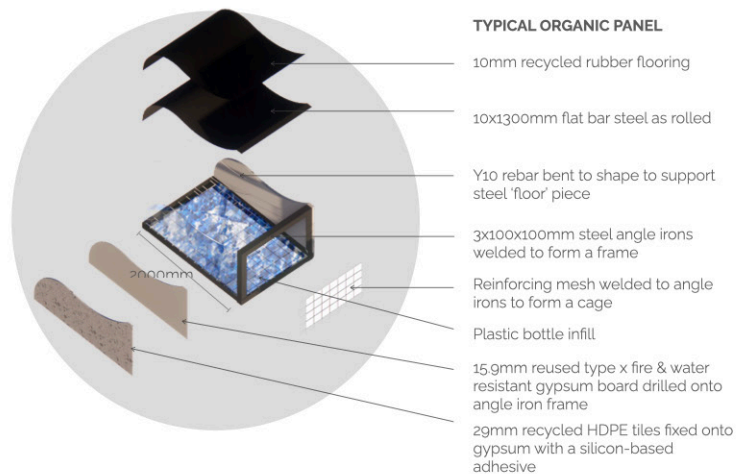 TYPICAL ORGANIC PANEL
10mm recycled rubber flooring
10x1300mm flat bar steel as rolled
Y10 rebar bent to shape to support
steel ‘floor’ piece
3x100x100mm steel angle irons
welded to form a frame
Reinforcing mesh welded to angle
irons to form a cage
Plastic bottle infill
15.9mm reused type x fire & water
resistant gypsum board drilled onto
angle iron frame
29mm recycled HDPE tiles fixed onto
gypsum with a silicon-based
adhesive
2000mm